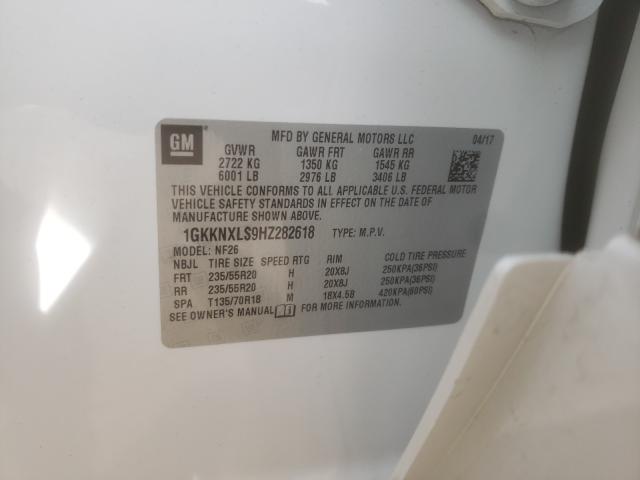 GM
MFD BY GENERAL MOTORS LLC 04/17
GVWR GAWR FRT GAWR RR
2722 KG 1350 KG 1545 KG
6001 LB 2976 LB 3406 LB
THIS VEHICLE CONFORMS TO ALL APPLICABLE U.S. FEDERAL MOTOR
VEHICLE SAFETY STANDARDS IN EFFECT ON THE DATE OF
MANUFACTURE SHOWN ABOVE.
1GKKNXLS9HZ282618 TYPE: M.P.V.
MODEL: NF26
NBJL TIRE SIZE SPEED RTG RIM COLD TIRE PRESSURE
FRT 235/55R20 H 20X8J 250KPA(36PSI)
RR 235/55R20 H 20X8J 250KPA(36PSI)
SPA T135/70R18 M 18X4.5B 420KPA(60PSI)
SEE OWNER'S MANUAL FOR MORE INFORMATION.